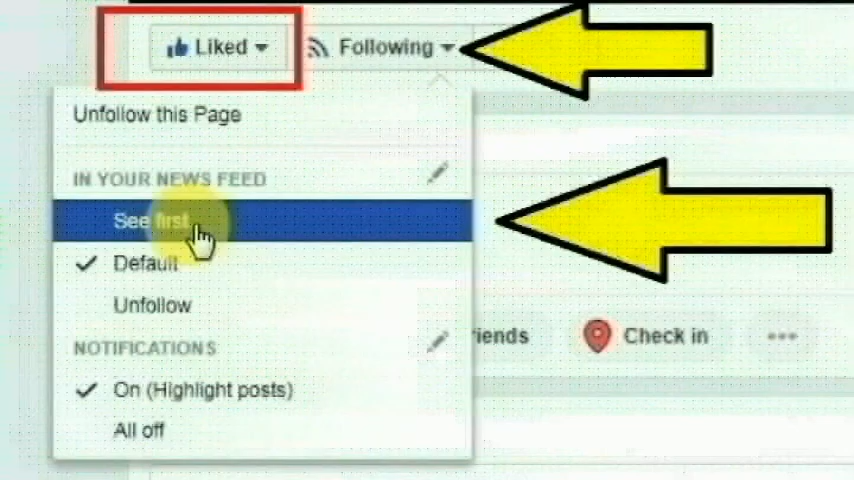 Liked Following
Unfollow this Page
IN YOUR NEWS FEED
See first
Default
Unfollow
riends Check in
NOTIFICATIONS
On (Highlight posts)
All off